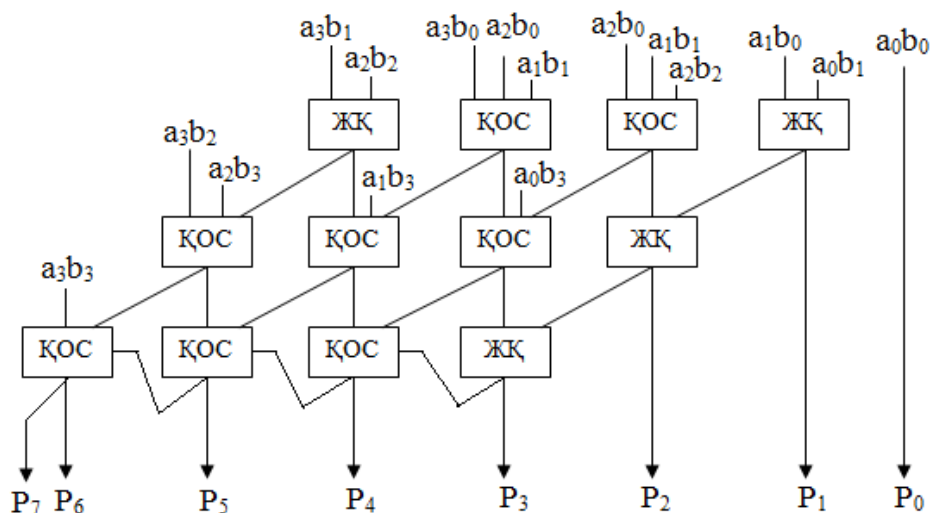 a₃b₁ a₃b₀ a₂b₀ a₂b₀ a₁b₀ a₀b₀
a₂b₂ a₁b₁ a₁b₁ a₂b₂ a₀b₁
ЖҚ ҚОС ҚОС ЖҚ
a₃b₂ a₂b₃ a₁b₃ a₀b₃
ҚОС ҚОС ҚОС ЖҚ
a₃b₃
ҚОС ҚОС ҚОС ЖҚ
P₇ P₆ P₅ P₄ P₃ P₂ P₁ P₀